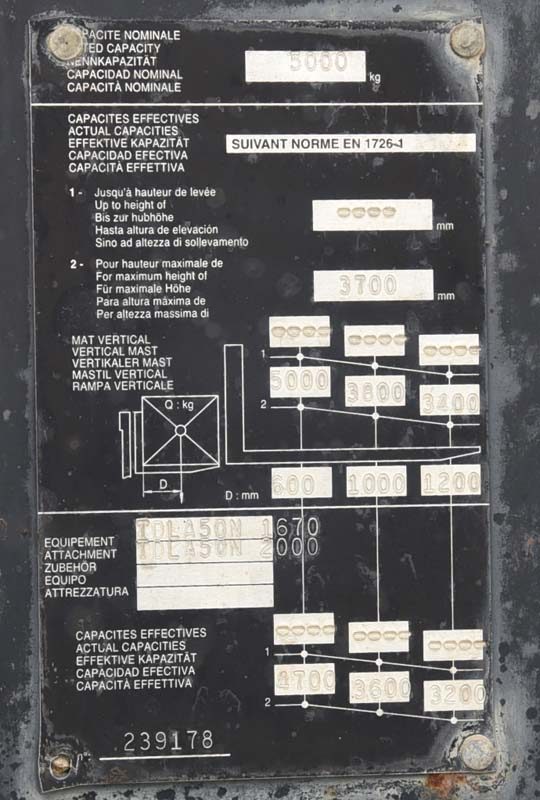 CAPACITE NOMINALE
RATED CAPACITY
NENNKAPAZITÄT
CAPACIDAD NOMINAL
CAPACITÀ NOMINALE
5000 kg
CAPACITES EFFECTIVES
ACTUAL CAPACITIES
EFFEKTIVE KAPAZITÄT
CAPACIDAD EFECTIVA
CAPACITÀ EFFETTIVA
SUIVANT NORME EN 1726-1
1 - Jusqu'à hauteur de levée
Up to height of
Bis zur hubhöhe
Hasta altura de elevación
Sino ad altezza di sollevamento
mm
2 - Pour hauteur maximale de
For maximum height of
Für maximale Höhe
Para altura máxima de
Per altezza massima di
3700 mm
MAT VERTICAL
VERTICAL MAST
VERTIKALER MAST
MASTIL VERTICAL
RAMPA VERTICALE
1
5000 3800 3400
2
Q : kg
D
D : mm
600 1000 1200
EQUIPEMENT
ATTACHMENT
ZUBEHÖR
EQUIPO
ATTREZZATURA
TDLA50N 1670
TDLA50N 2000
CAPACITES EFFECTIVES
ACTUAL CAPACITIES
EFFEKTIVE KAPAZITÄT
CAPACIDAD EFECTIVA
CAPACITÀ EFFETTIVA
1
4700 3600 3200
2
239178